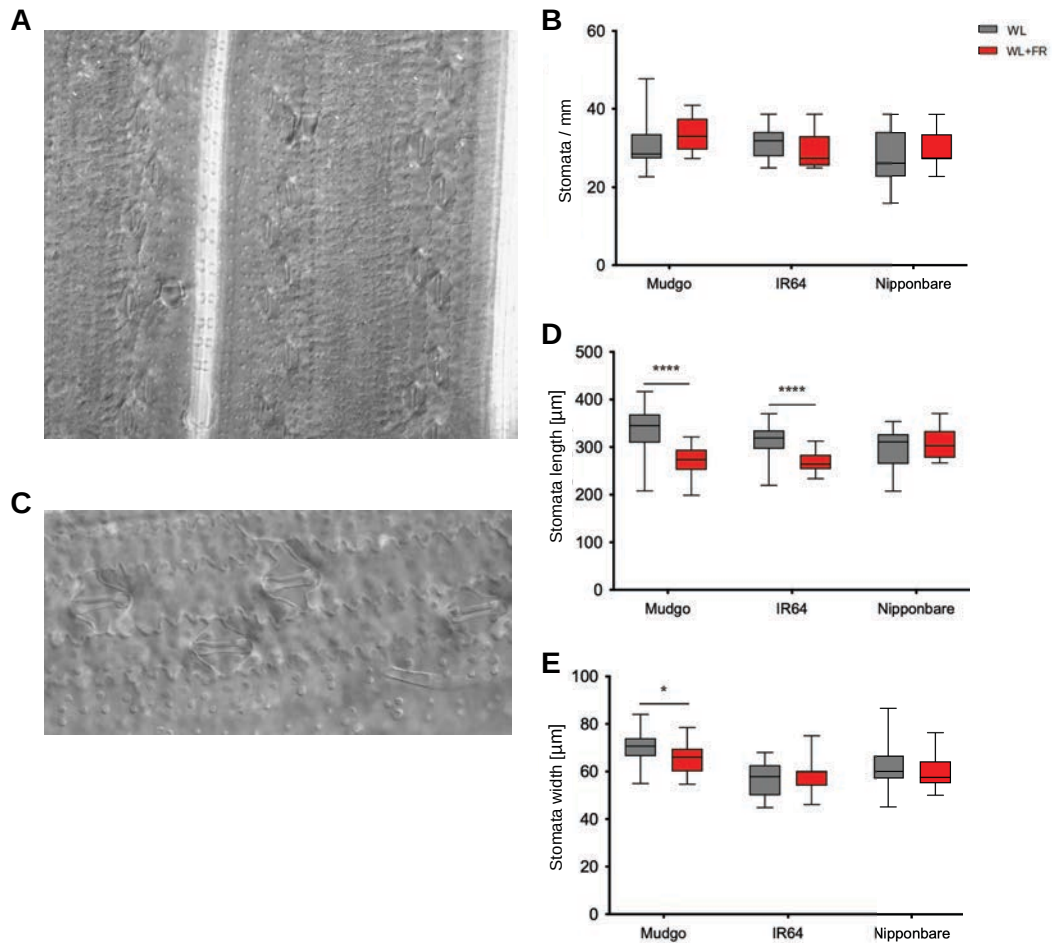 A
B
60
40
20
0
Stomata / mm
Mudgo
IR64
Nipponbare
WL
WL+FR
D
500
400
300
200
100
0
Stomata length [µm]
****
****
Mudgo
IR64
Nipponbare
C
E
100
80
60
40
20
0
Stomata width [µm]
*
Mudgo
IR64
Nipponbare